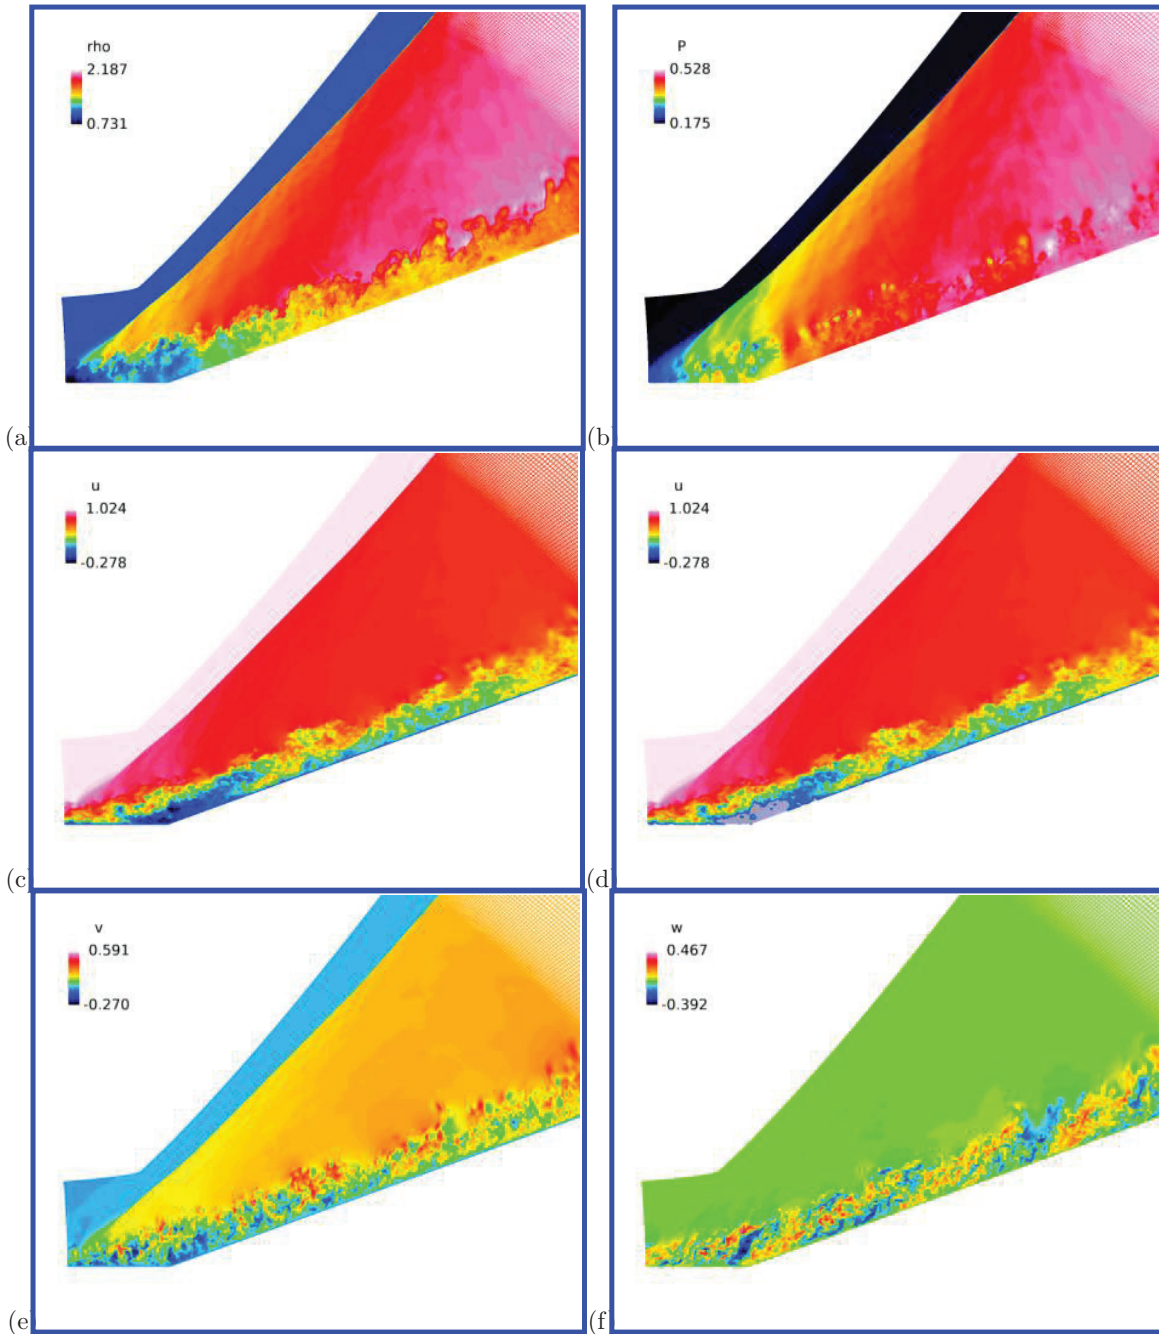 rho
2.187
0.731
P
0.528
0.175
(a)
(b)
u
1.024
-0.278
u
1.024
-0.278
(c)
(d)
v
0.591
-0.270
w
0.467
-0.392
(e)
(f)